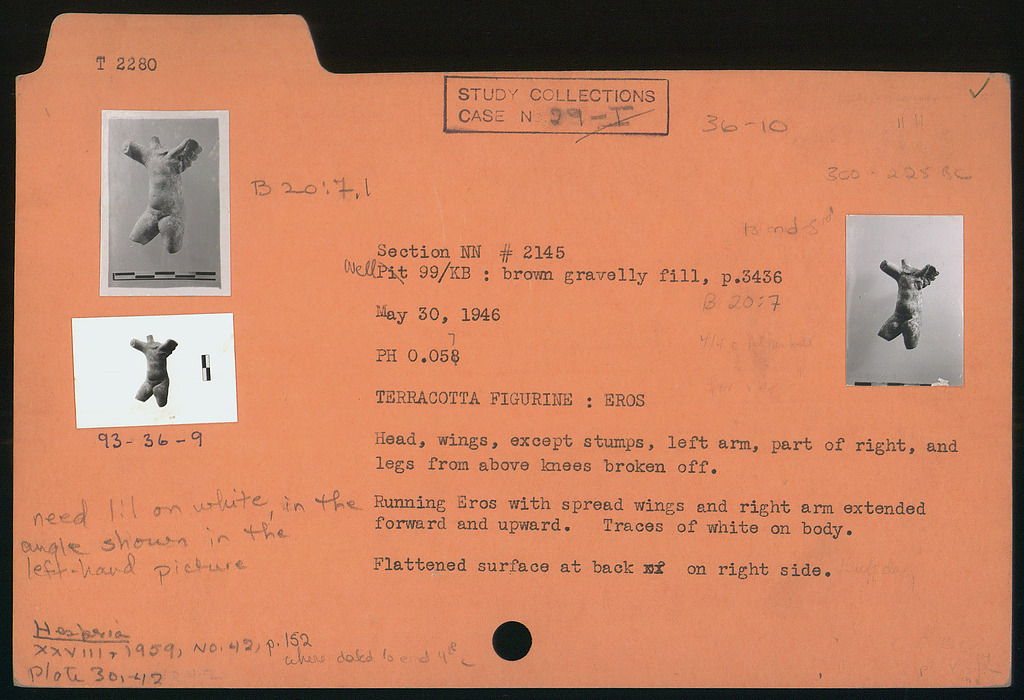 T 2280
STUDY COLLECTIONS
CASE No 29-I
36-10
300 - 225 BC
B 20:7,1
Section NN # 2145
Well Pit 99/KB : brown gravelly fill, p.3436
B 20:7
May 30, 1946
7
PH 0.058
TERRACOTTA FIGURINE : EROS
93-36-9
Head, wings, except stumps, left arm, part of right, and
legs from above knees broken off.
Running Eros with spread wings and right arm extended
forward and upward. Traces of white on body.
Flattened surface at back xf on right side.
need 1:1 on white, in the
angle shown in the
left-hand picture
Hesperia
XXVIII, 1959, No. 42, p. 152
where dated to end 4th c
Plate 30, 42